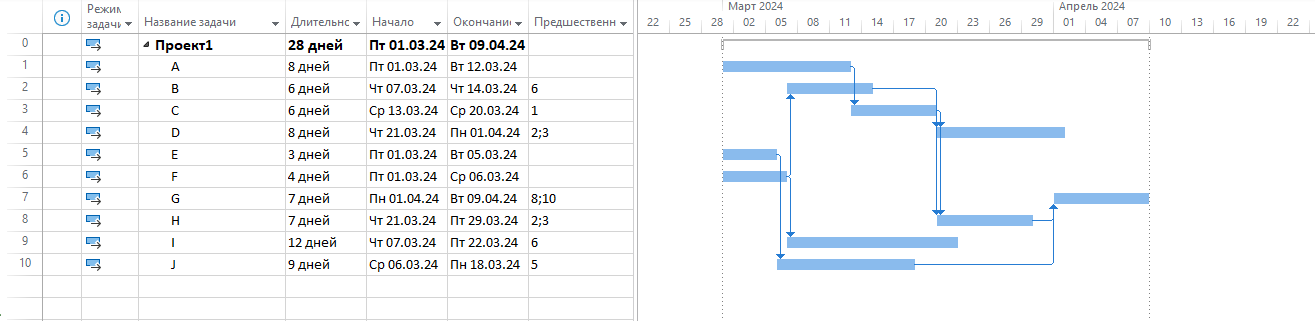 Март 2024 Апрель 2024
Режим задачи Название задачи Длительнс Начало Окончание Предшественн 22 25 28 02 05 08 11 14 17 20 23 26 29 01 04 07 10 13 16 19 22
0 Проект1 28 дней Пт 01.03.24 Вт 09.04.24
1 A 8 дней Пт 01.03.24 Вт 12.03.24
2 B 6 дней Чт 07.03.24 Чт 14.03.24 6
3 C 6 дней Ср 13.03.24 Ср 20.03.24 1
4 D 8 дней Чт 21.03.24 Пн 01.04.24 2;3
5 E 3 дней Пт 01.03.24 Вт 05.03.24
6 F 4 дней Пт 01.03.24 Ср 06.03.24
7 G 7 дней Пн 01.04.24 Вт 09.04.24 8;10
8 H 7 дней Чт 21.03.24 Пт 29.03.24 2;3
9 I 12 дней Чт 07.03.24 Пт 22.03.24 6
10 J 9 дней Ср 06.03.24 Пн 18.03.24 5